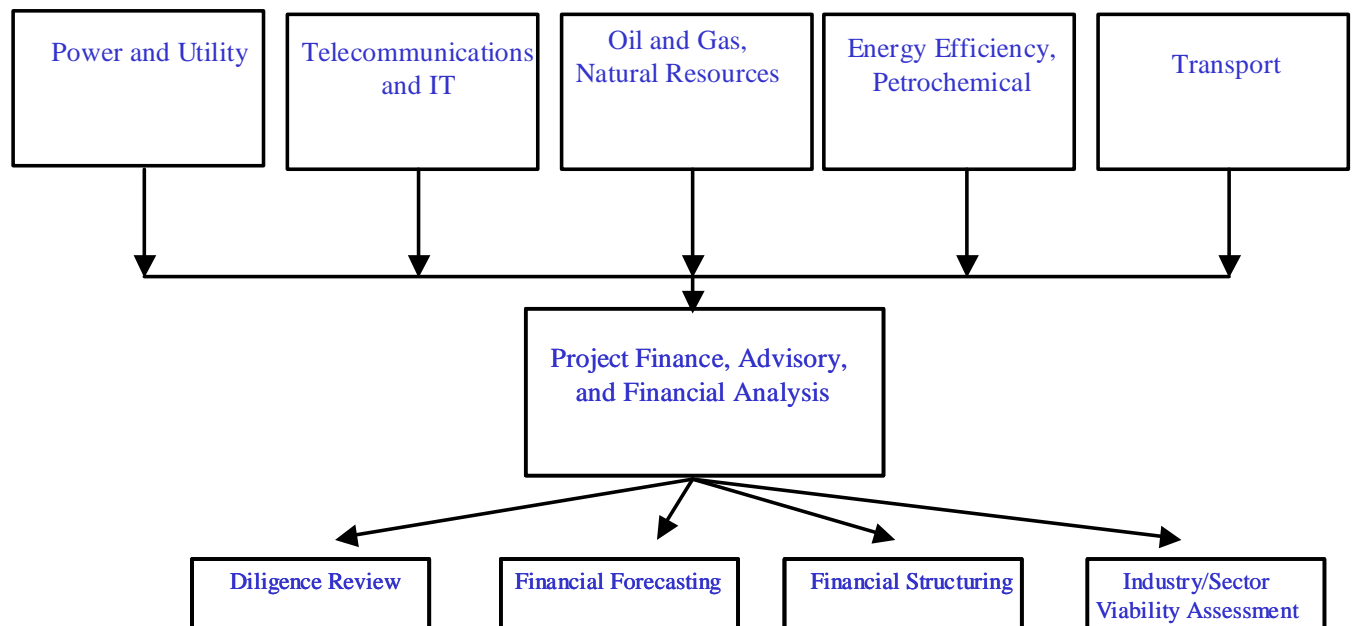 Power and Utility
Telecommunications
and IT
Oil and Gas,
Natural Resources
Energy Efficiency,
Petrochemical
Transport
Project Finance, Advisory,
and Financial Analysis
Diligence Review
Financial Forecasting
Financial Structuring
Industry/Sector
Viability Assessment